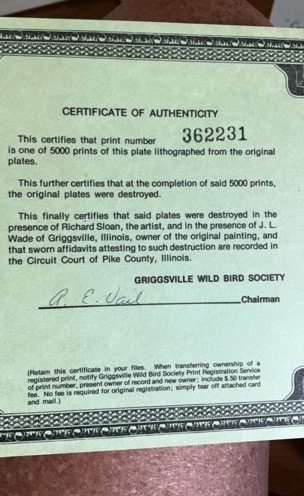 CERTIFICATE OF AUTHENTICITY
This certifies that print number 362231
is one of 5000 prints of this plate lithographed from the original
plates.
This further certifies that at the completion of said 5000 prints,
the original plates were destroyed.
This finally certifies that said plates were destroyed in the
presence of Richard Sloan, the artist, and in the presence of J. L.
Wade of Griggsville, Illinois, owner of the original painting, and
that sworn affidavits attesting to such destruction are recorded in
the Circuit Court of Pike County, Illinois.
GRIGGSVILLE WILD BIRD SOCIETY
R. E. Vail Chairman
(Retain this certificate in your files. When transferring ownership of a
registered print, notify Griggsville Wild Bird Society Print Registration Service
of print number, present owner of record and new owner; include $.50 transfer
fee. No fee is required for original registration; simply tear off attached card
and mail.)